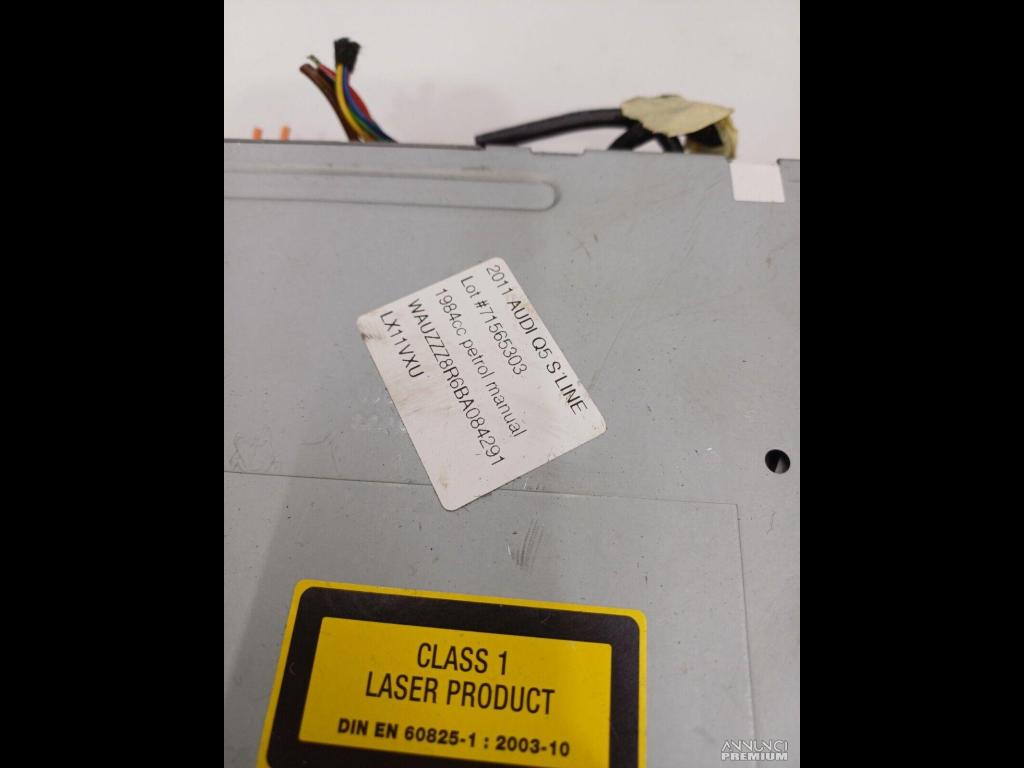 2011 AUDI Q5 S'LINE
Lot #71565303
1984cc petrol manual
WAUZZZ8R6BA084291
LX11VXU
CLASS 1
LASER PRODUCT
DIN EN 60825-1 : 2003-10
ANNUNCI
PREMIUM